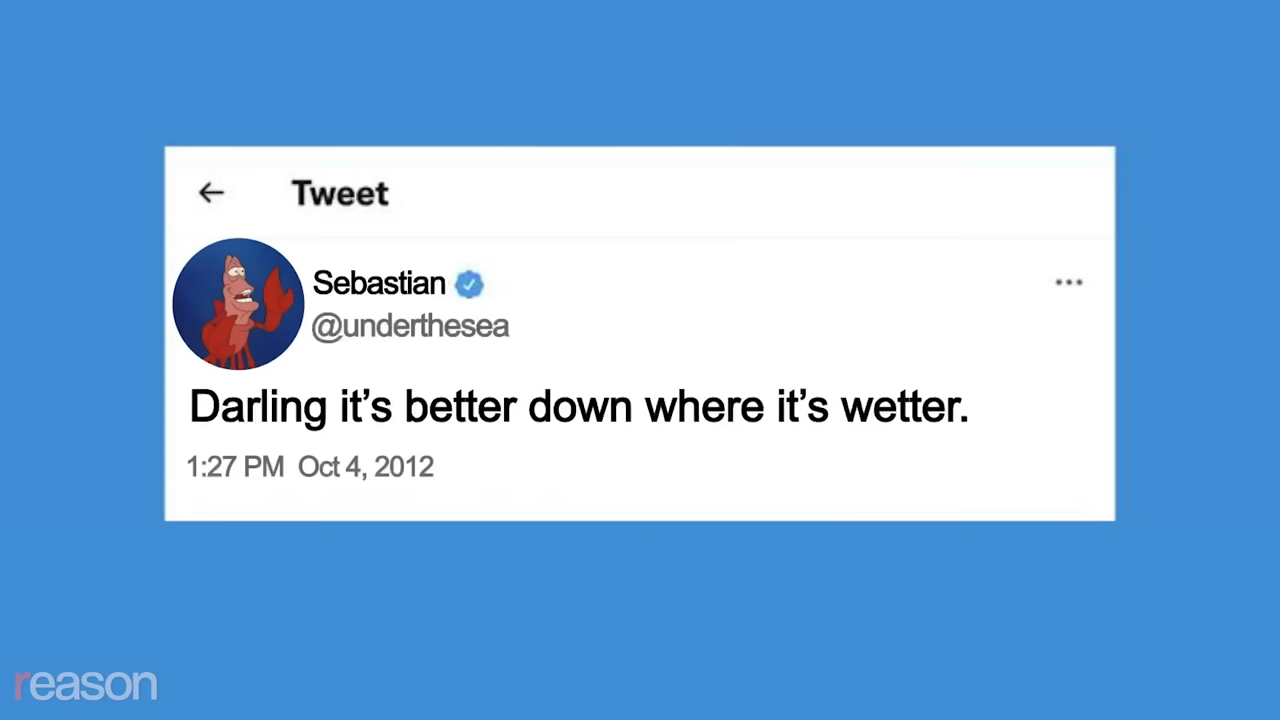 Tweet
Sebastian
@underthesea
Darling it’s better down where it’s wetter.
1:27 PM Oct 4, 2012
reason